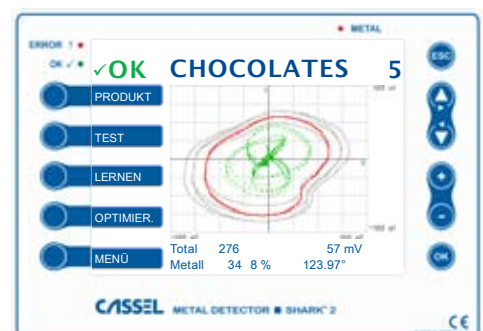 METAL
ERROR !
OK ✓
ESC
✓OK CHOCOLATES 5
PRODUKT
TEST
LERNEN
OPTIMIER.
MENÜ
Total 276 57 mV
Metall 34 8 % 123.97°
+
-
OK
CASSEL METAL DETECTOR SHARK® 2
CE